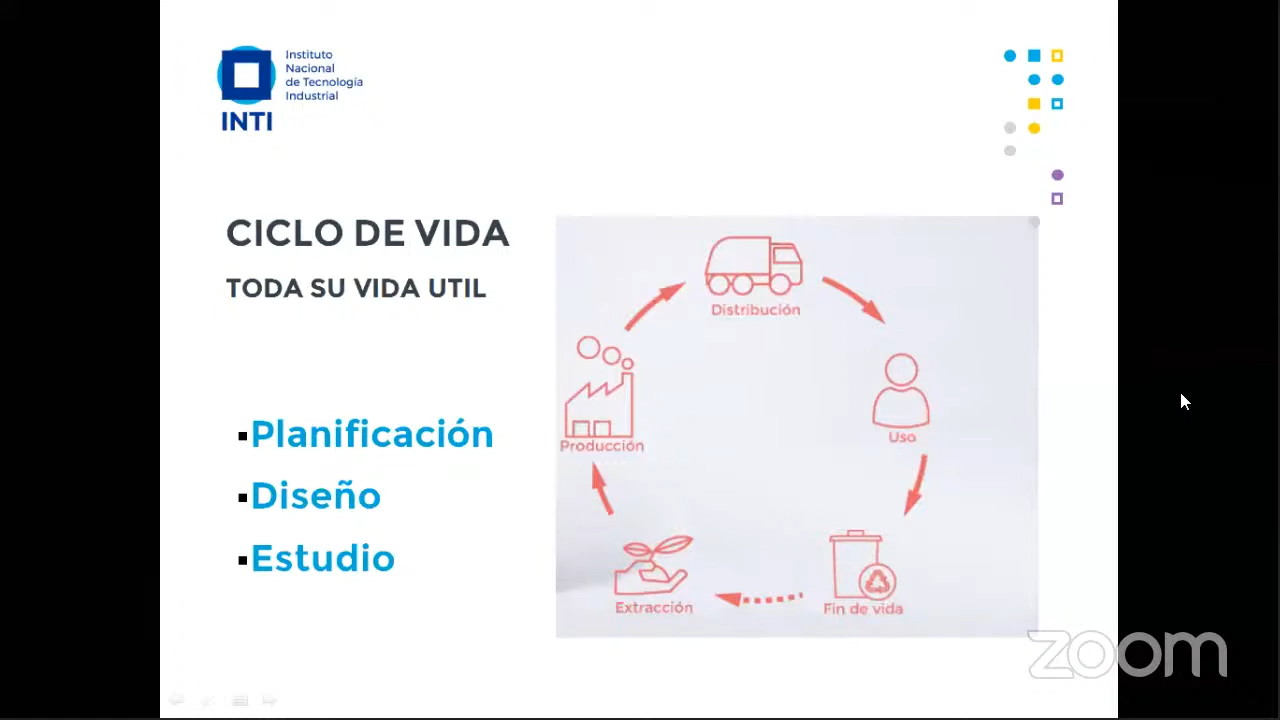 Instituto
Nacional
de Tecnología
Industrial
INTI
CICLO DE VIDA
TODA SU VIDA UTIL
▪Planificación
▪Diseño
▪Estudio
Distribución
Producción
Uso
Extracción
Fin de vida
zoom